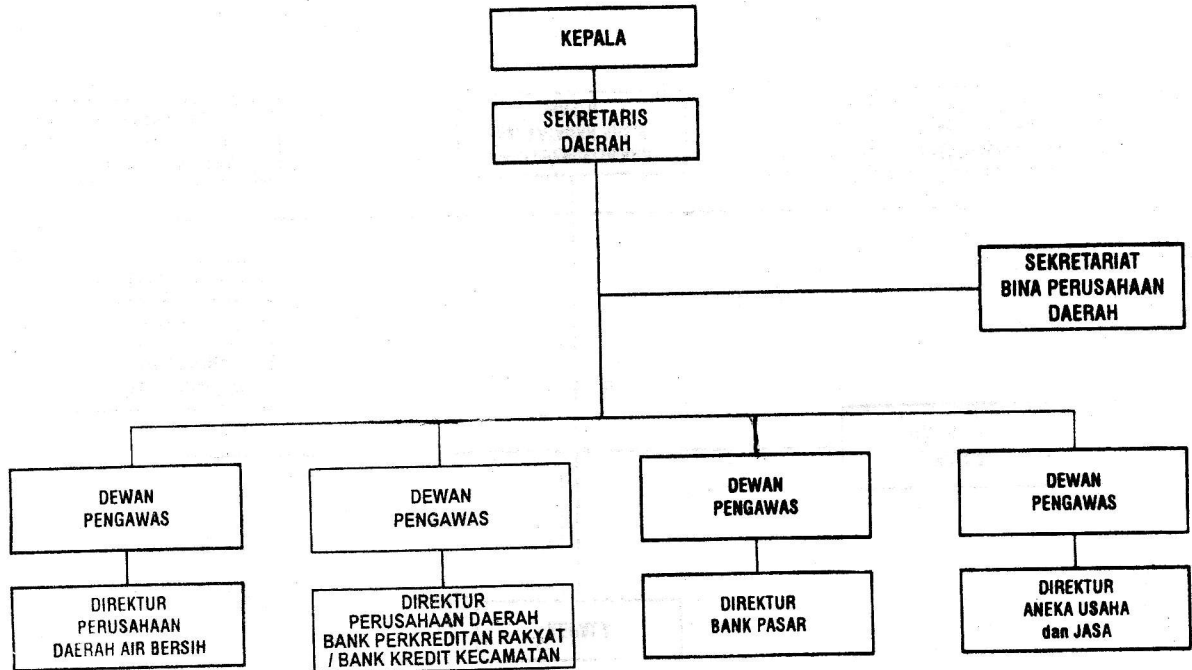 KEPALA
SEKRETARIS
DAERAH
SEKRETARIAT
BINA PERUSAHAAN
DAERAH
DEWAN
PENGAWAS
DEWAN
PENGAWAS
DEWAN
PENGAWAS
DEWAN
PENGAWAS
DIREKTUR
PERUSAHAAN
DAERAH AIR BERSIH
DIREKTUR
PERUSAHAAN DAERAH
BANK PERKREDITAN RAKYAT
/ BANK KREDIT KECAMATAN
DIREKTUR
BANK PASAR
DIREKTUR
ANEKA USAHA
dan JASA